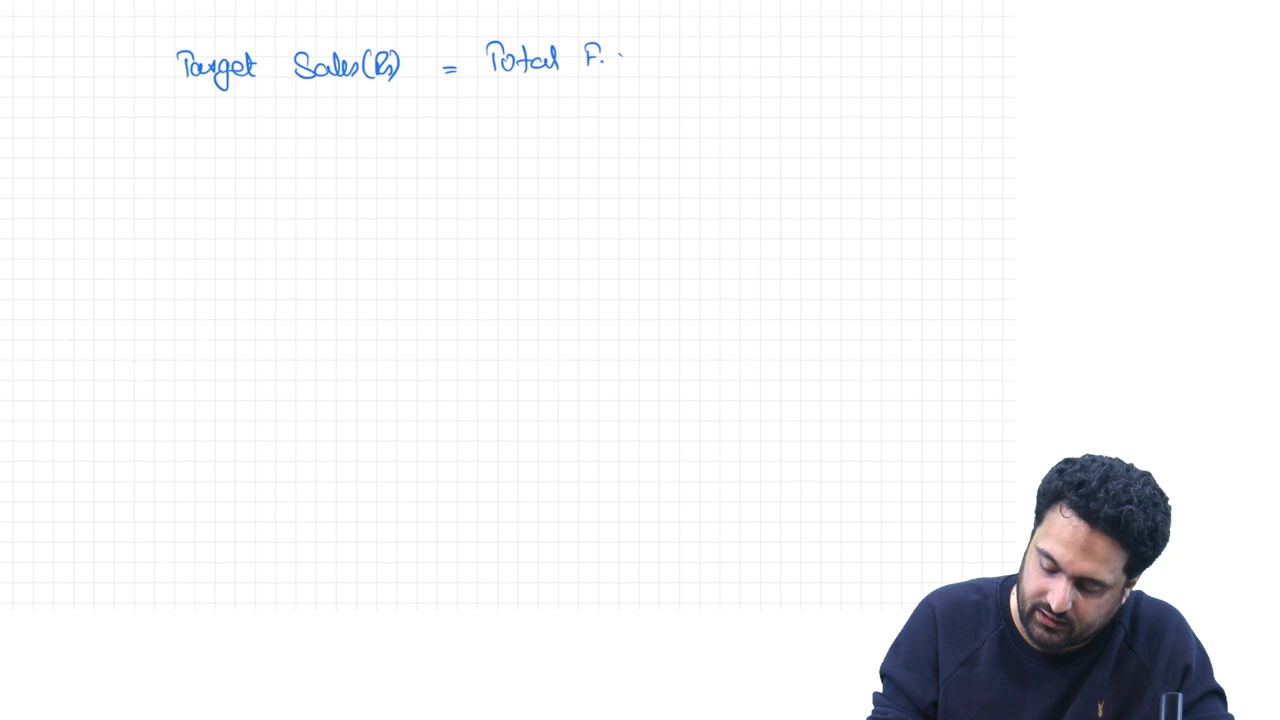 Target Sales(Rs) = Total F.